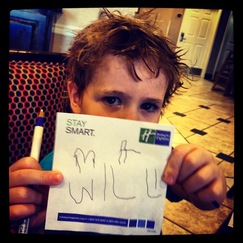 STAY
SMART.
Holiday Inn
Express
M A
WILL